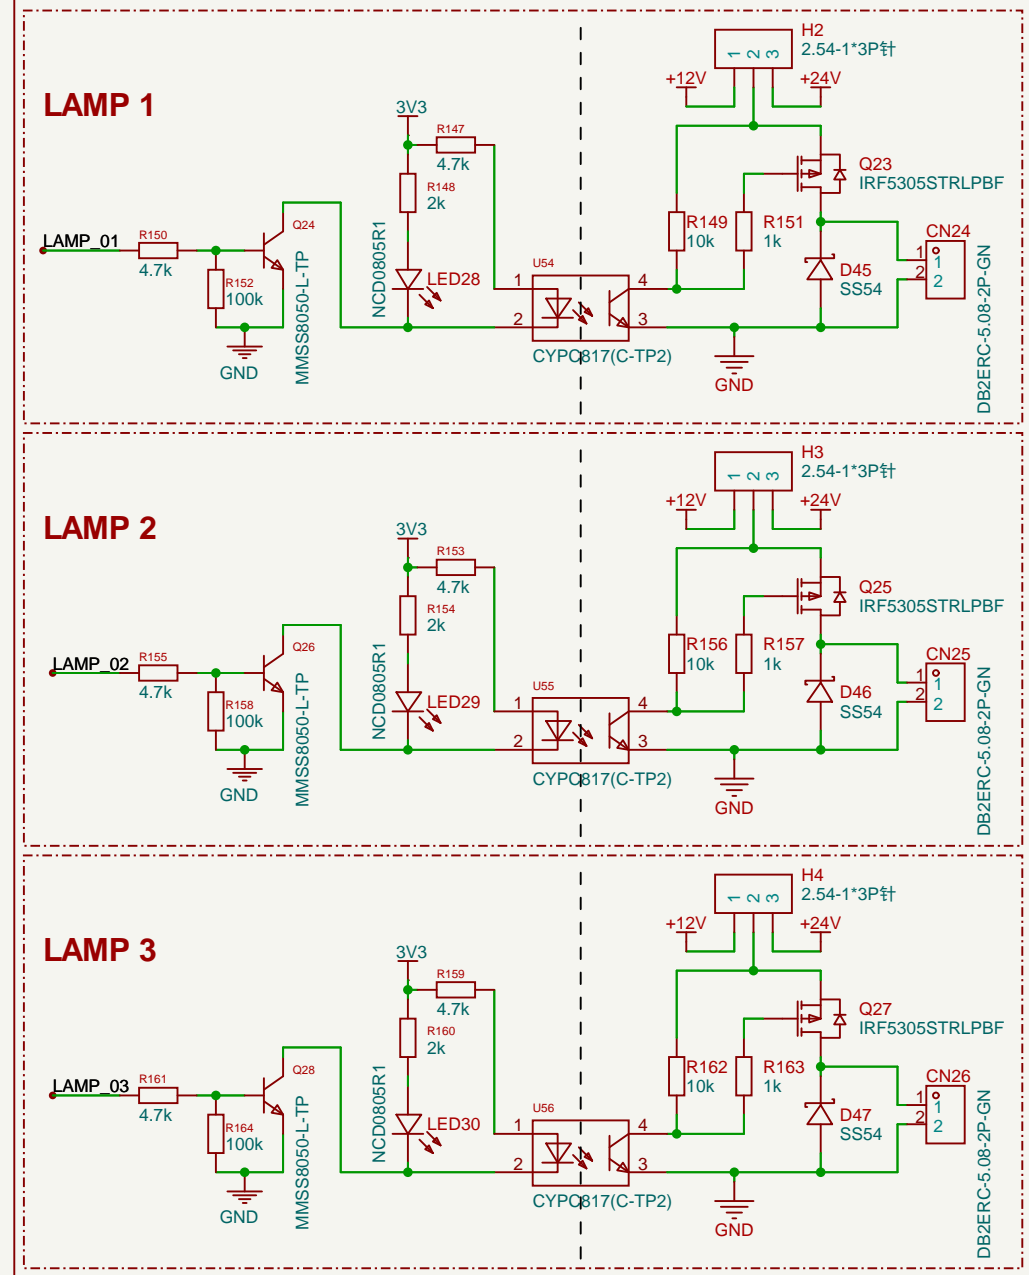 LAMP 1
H2
2.54-1*3P针
1 2 3
+12V
+24V
3V3
R147
4.7k
R148
2k
Q23
IRF5305STRLPBF
LAMP_01
R150
4.7k
Q24
R152
100k
GND
MMSS8050-L-TP
NCD0805R1
LED28
U54
1
2
4
3
CYPC817(C-TP2)
R149
10k
R151
1k
D45
SS54
GND
CN24
1
2
1
2
DB2ERC-5.08-2P-GN
LAMP 2
H3
2.54-1*3P针
1 2 3
+12V
+24V
3V3
R153
4.7k
R154
2k
Q25
IRF5305STRLPBF
LAMP_02
R155
4.7k
Q26
R158
100k
GND
MMSS8050-L-TP
NCD0805R1
LED29
U55
1
2
4
3
CYPC817(C-TP2)
R156
10k
R157
1k
D46
SS54
GND
CN25
1
2
1
2
DB2ERC-5.08-2P-GN
LAMP 3
H4
2.54-1*3P针
1 2 3
+12V
+24V
3V3
R159
4.7k
R160
2k
Q27
IRF5305STRLPBF
LAMP_03
R161
4.7k
Q28
R164
100k
GND
MMSS8050-L-TP
NCD0805R1
LED30
U56
1
2
4
3
CYPC817(C-TP2)
R162
10k
R163
1k
D47
SS54
GND
CN26
1
2
1
2
DB2ERC-5.08-2P-GN